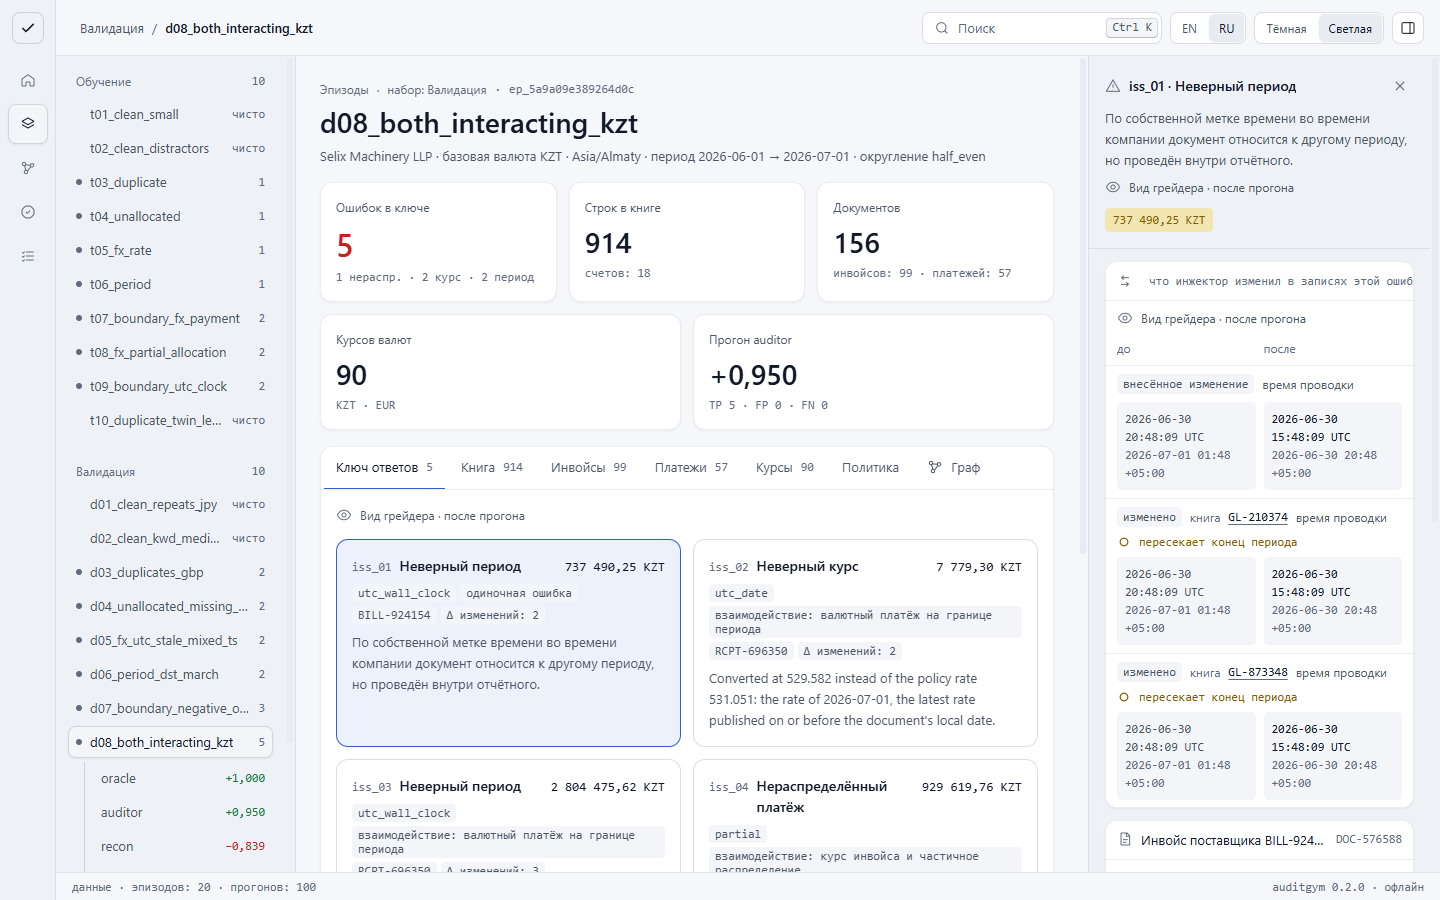 Валидация / d08_both_interacting_kzt
Поиск
Ctrl K
EN
RU
Тёмная
Светлая
Обучение 10
t01_clean_small чисто
t02_clean_distractors чисто
t03_duplicate 1
t04_unallocated 1
t05_fx_rate 1
t06_period 1
t07_boundary_fx_payment 2
t08_fx_partial_allocation 2
t09_boundary_utc_clock 2
t10_duplicate_twin_le... чисто
Валидация 10
d01_clean_repeats_jpy чисто
d02_clean_kwd_medi... чисто
d03_duplicates_gbp 2
d04_unallocated_missing_... 2
d05_fx_utc_stale_mixed_ts 2
d06_period_dst_march 2
d07_boundary_negative_o... 3
d08_both_interacting_kzt 5
oracle +1,000
auditor +0,950
recon −0,839
Эпизоды · набор: Валидация · ep_5a9a09e389264d0c
d08_both_interacting_kzt
Selix Machinery LLP · базовая валюта KZT · Asia/Almaty · период 2026-06-01 → 2026-07-01 · округление half_even
Ошибок в ключе
5
1 нераспр. · 2 курс · 2 период
Строк в книге
914
счетов: 18
Документов
156
инвойсов: 99 · платежей: 57
Курсов валют
90
KZT · EUR
Прогон auditor
+0,950
TP 5 · FP 0 · FN 0
Ключ ответов 5
Книга 914
Инвойсы 99
Платежи 57
Курсы 90
Политика
Граф
Вид грейдера · после прогона
iss_01 Неверный период 737 490,25 KZT
utc_wall_clock одиночная ошибка
BILL-924154 Δ изменений: 2
По собственной метке времени во времени
компании документ относится к другому периоду,
но проведён внутри отчётного.
iss_02 Неверный курс 7 779,30 KZT
utc_date
взаимодействие: валютный платёж на границе
периода
RCPT-696350 Δ изменений: 2
Converted at 529.582 instead of the policy rate
531.051: the rate of 2026-07-01, the latest rate
published on or before the document's local date.
iss_03 Неверный период 2 804 475,62 KZT
utc_wall_clock
взаимодействие: валютный платёж на границе
периода
RCPT-696350 Δ изменений: 3
iss_04 Нераспределённый 929 619,76 KZT
платёж
partial
взаимодействие: курс инвойса и частичное
распределение
iss_01 · Неверный период
По собственной метке времени во времени
компании документ относится к другому периоду,
но проведён внутри отчётного.
Вид грейдера · после прогона
737 490,25 KZT
что инжектор изменил в записях этой ошиб
Вид грейдера · после прогона
до после
внесённое изменение время проводки
2026-06-30
20:48:09 UTC
2026-07-01 01:48
+05:00
2026-06-30
15:48:09 UTC
2026-06-30 20:48
+05:00
изменено книга GL-210374 время проводки
пересекает конец периода
2026-06-30
20:48:09 UTC
2026-07-01 01:48
+05:00
2026-06-30
15:48:09 UTC
2026-06-30 20:48
+05:00
изменено книга GL-873348 время проводки
пересекает конец периода
2026-06-30
20:48:09 UTC
2026-07-01 01:48
+05:00
2026-06-30
15:48:09 UTC
2026-06-30 20:48
+05:00
Инвойс поставщика BILL-924... DOC-576588
данные · эпизодов: 20 · прогонов: 100
auditgym 0.2.0 · офлайн